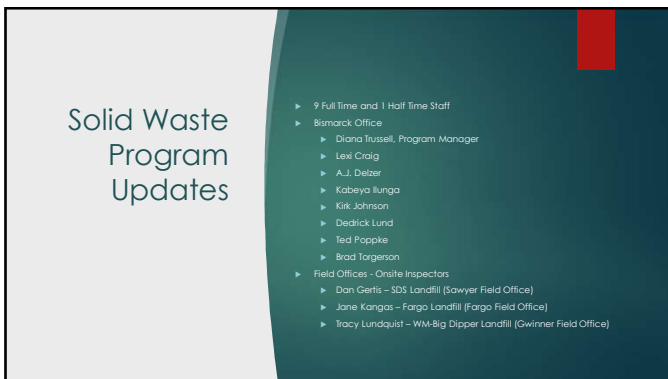 Solid Waste
Program
Updates
9 Full Time and 1 Half Time Staff
Bismarck Office
Diana Trussell, Program Manager
Lexi Craig
A.J. Delzer
Kabeya Ilunga
Kirk Johnson
Dedrick Lund
Ted Poppke
Brad Torgerson
Field Offices - Onsite Inspectors
Dan Gertis – SDS Landfill (Sawyer Field Office)
Jane Kangas – Fargo Landfill (Fargo Field Office)
Tracy Lundquist – WM-Big Dipper Landfill (Gwinner Field Office)